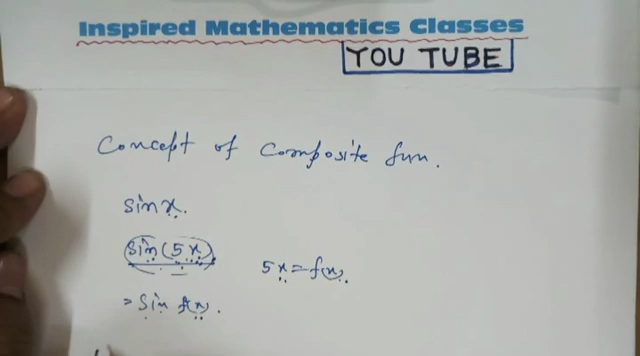 Inspired Mathematics Classes
YOU TUBE
Concept of Composite fun.
sin x.
sin(5x) 5x = f(x).
= sin f(x).